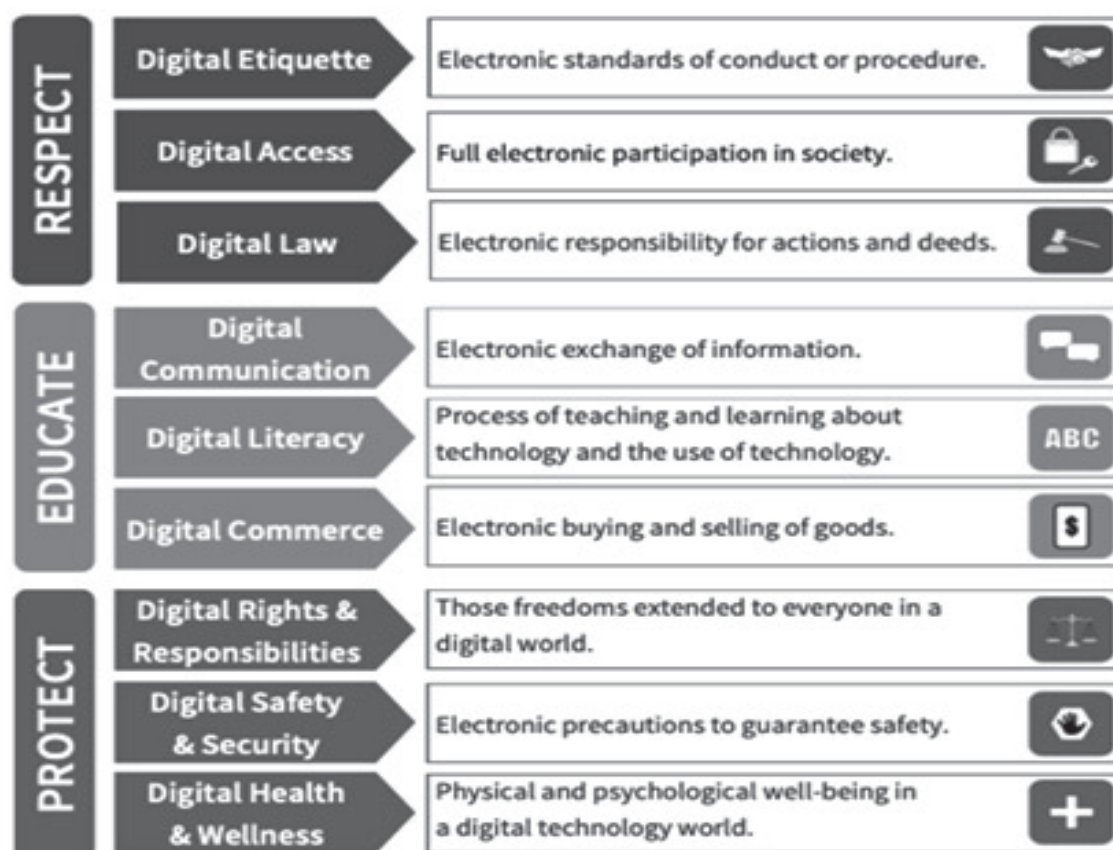 RESPECT
Digital Etiquette
Electronic standards of conduct or procedure.
Digital Access
Full electronic participation in society.
Digital Law
Electronic responsibility for actions and deeds.
EDUCATE
Digital
Communication
Electronic exchange of information.
Digital Literacy
Process of teaching and learning about
technology and the use of technology.
ABC
Digital Commerce
Electronic buying and selling of goods.
$
PROTECT
Digital Rights &
Responsibilities
Those freedoms extended to everyone in a
digital world.
Digital Safety
& Security
Electronic precautions to guarantee safety.
Digital Health
& Wellness
Physical and psychological well-being in
a digital technology world.